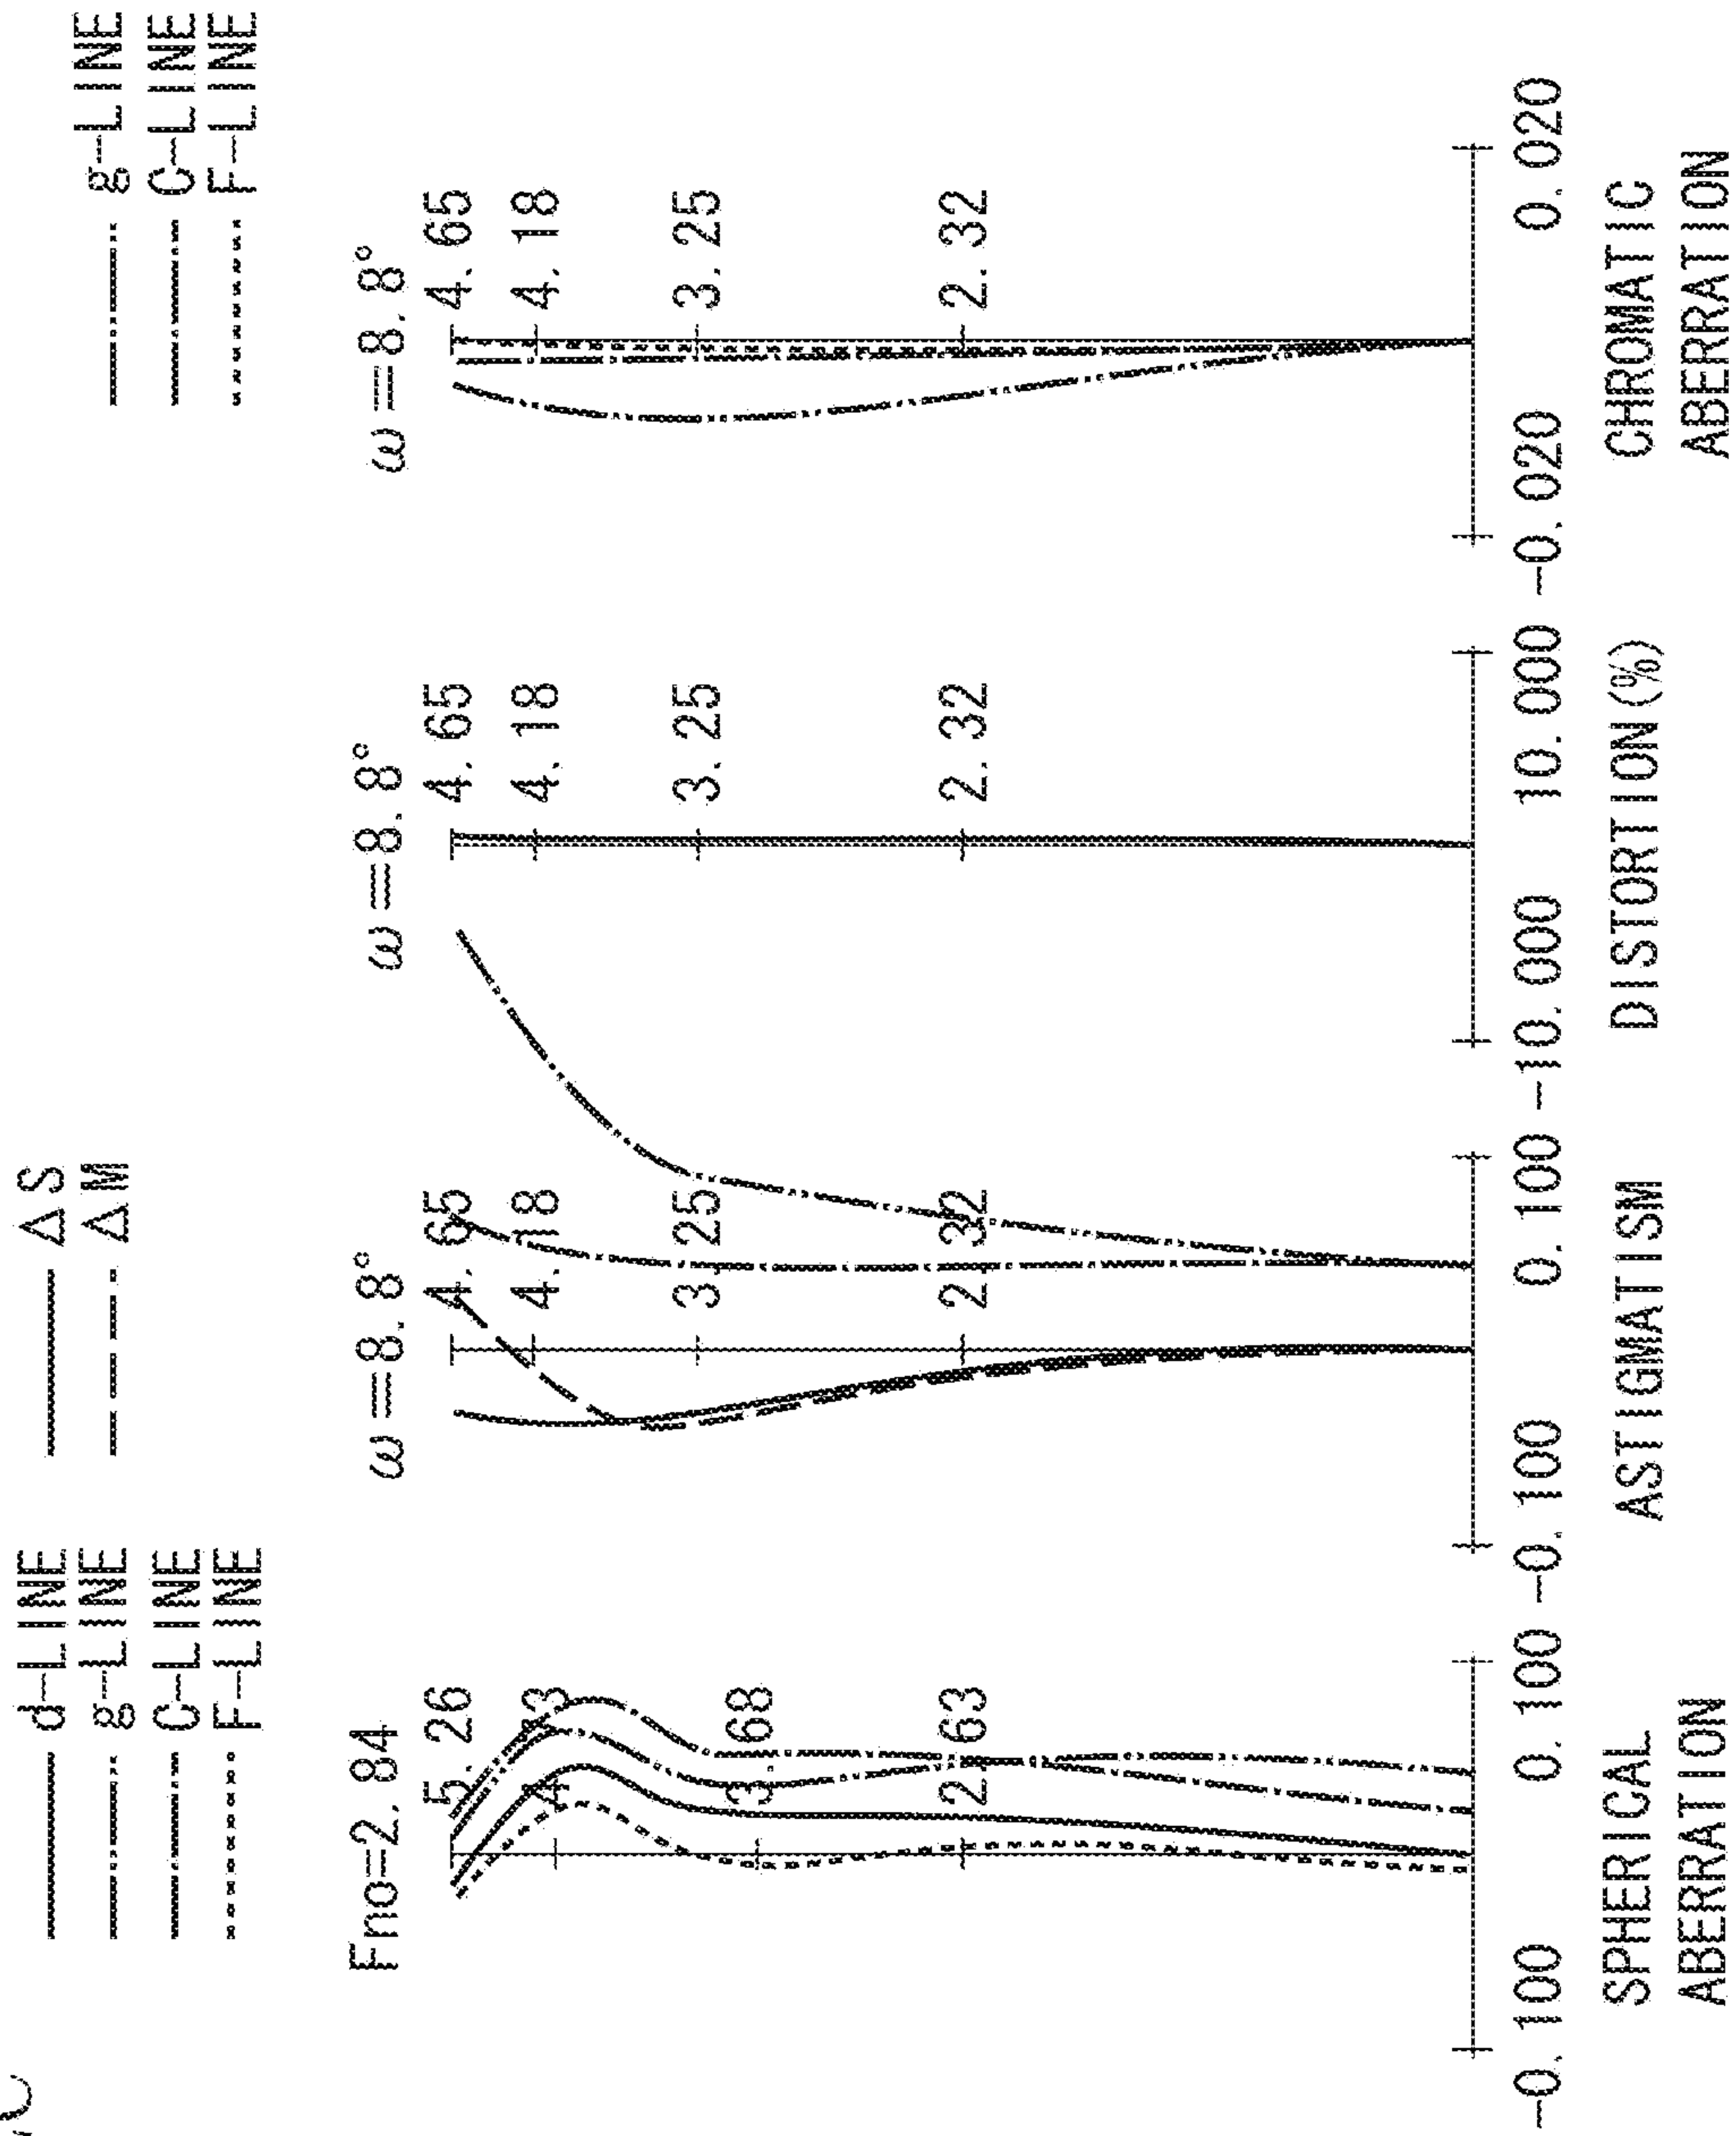 d-LINE ΔS
g-LINE ΔM g-LINE
C-LINE C-LINE
F-LINE F-LINE
Fno=2.84 ω=8.8° ω=8.8° ω=8.8°
5.26 4.65 4.65 4.65
4.18 4.18 4.18
3.25 3.25 3.25
3.68
2.63 2.32 2.32 2.32
-0.100 0.100 -0.100 0.100 -10.000 10.000 -0.020 0.020
SPHERICAL ASTIGMATISM DISTORTION(%) CHROMATIC
ABERRATION ABERRATION